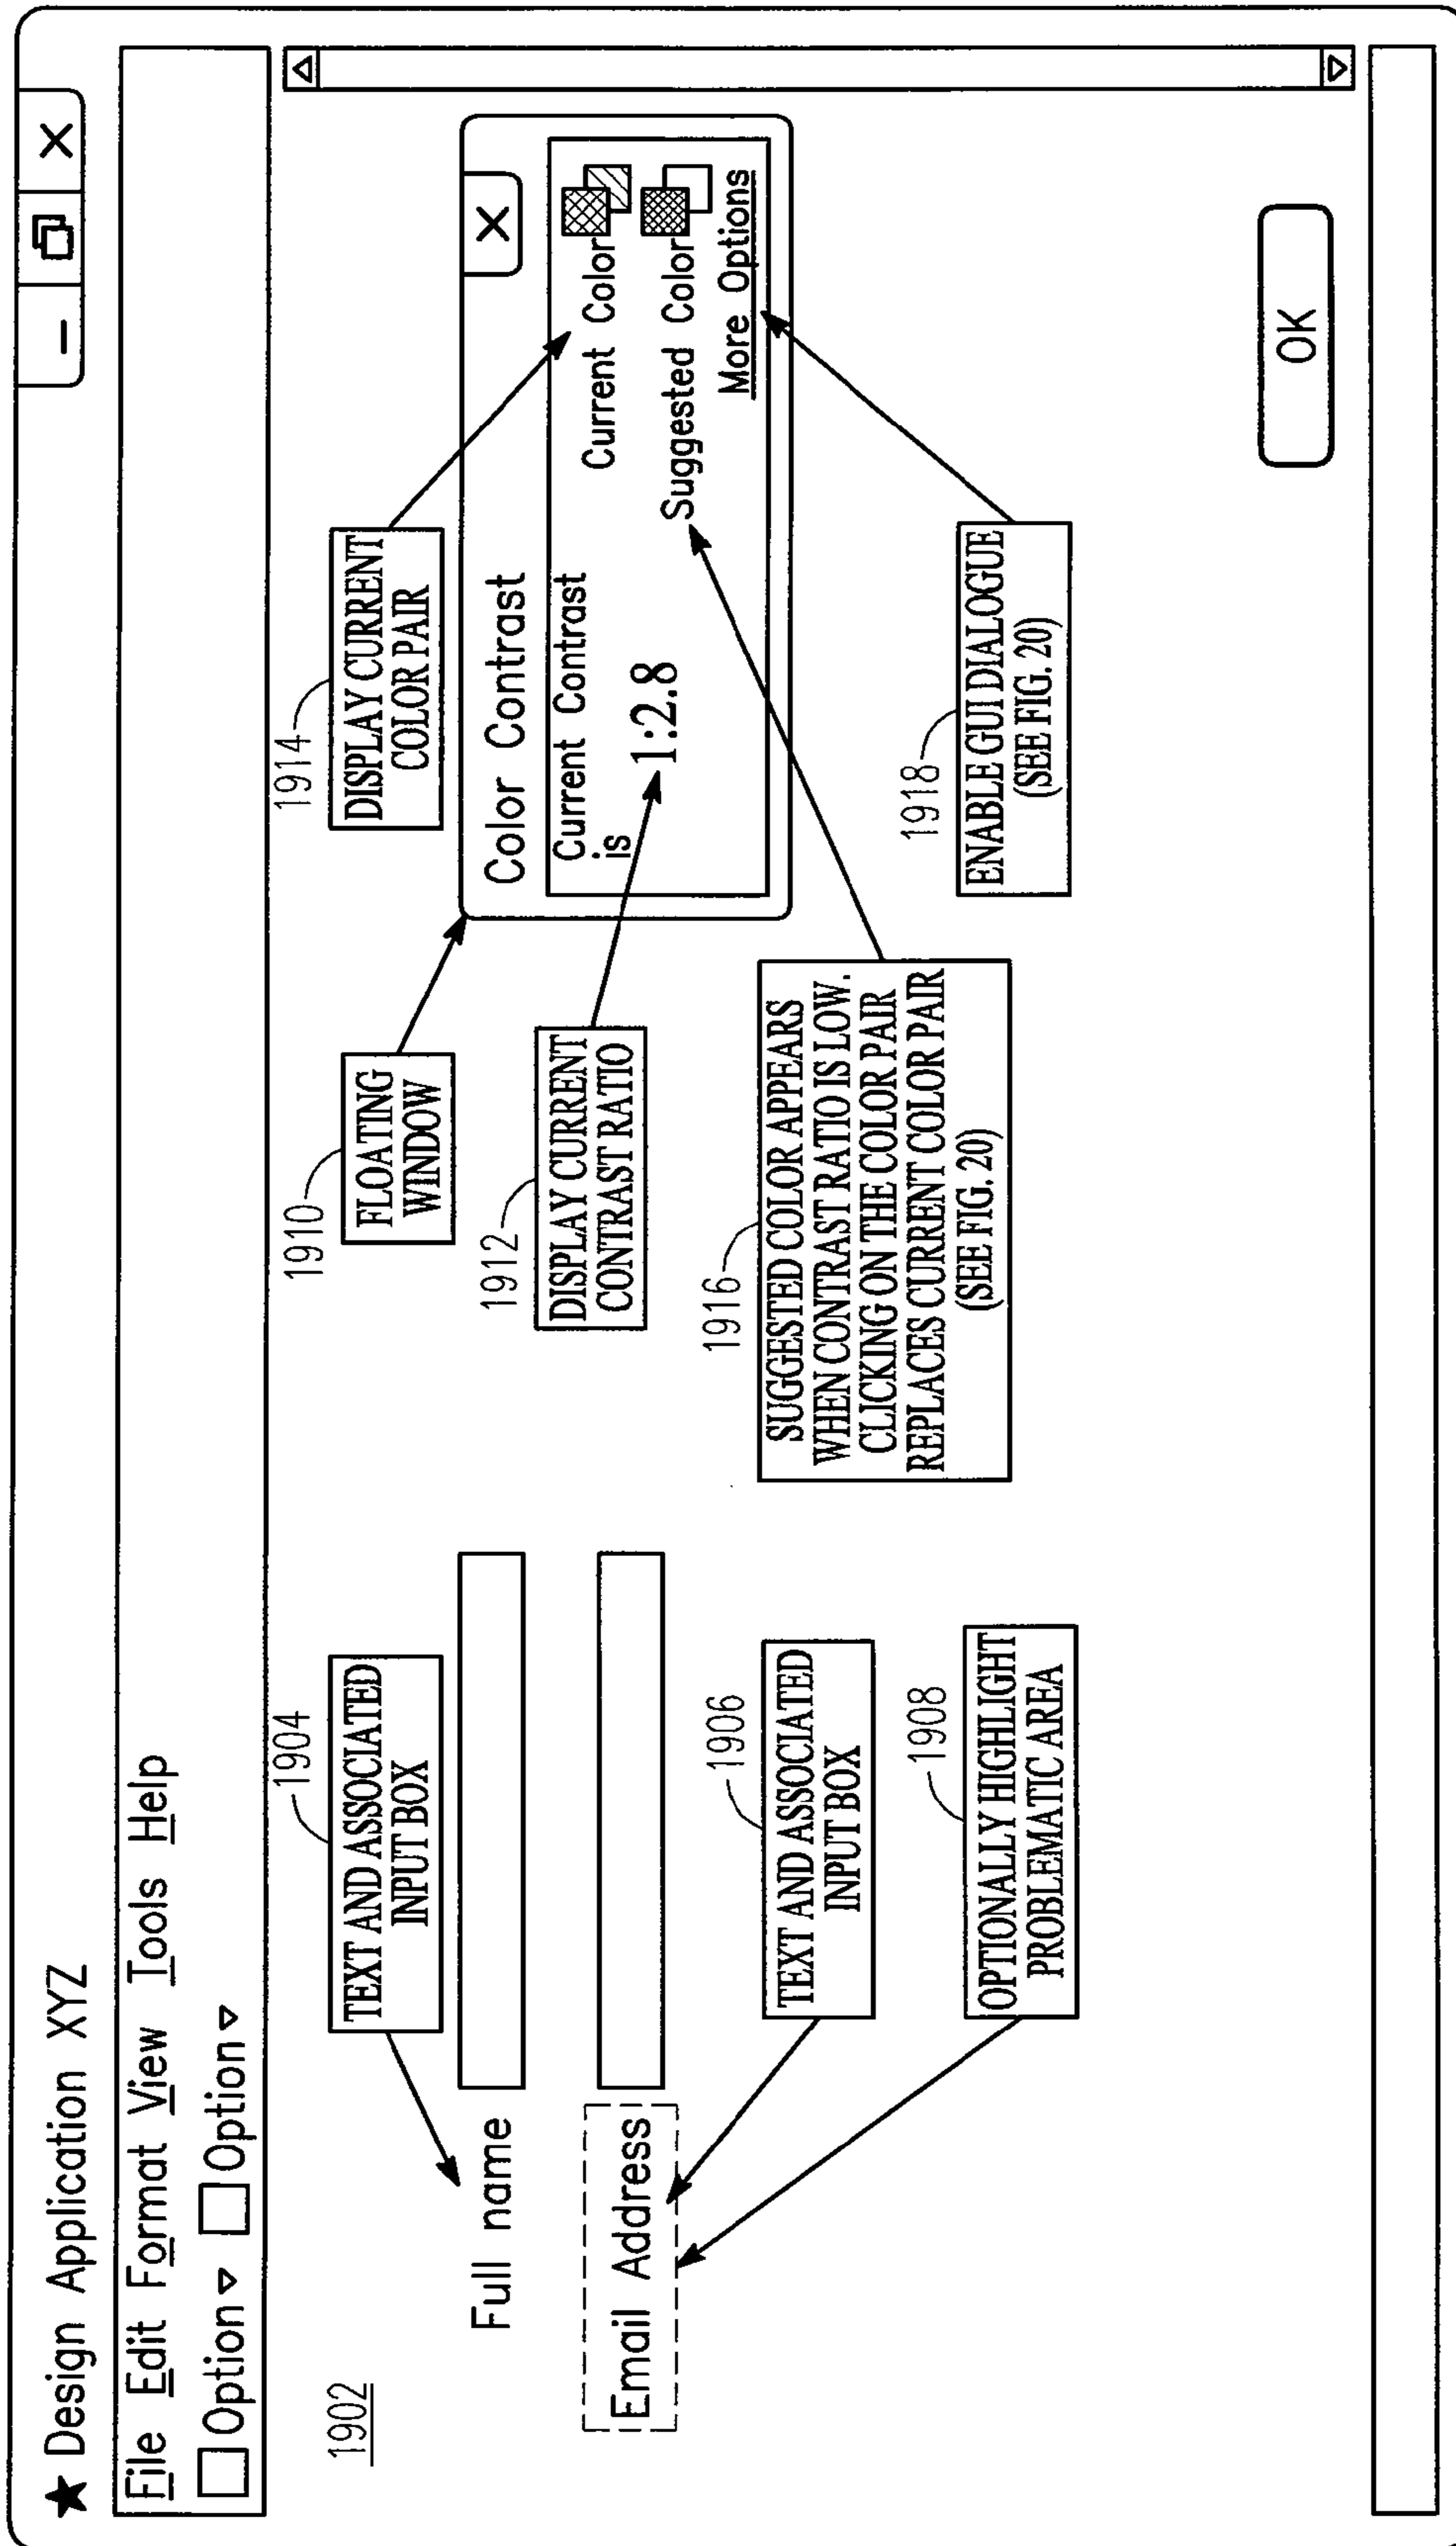 ★ Design Application XYZ
– X
File Edit Format View Tools Help
Option Option
1902
1904
TEXT AND ASSOCIATED
INPUT BOX
Full name
Email Address
1906
TEXT AND ASSOCIATED
INPUT BOX
1908
OPTIONALLY HIGHLIGHT
PROBLEMATIC AREA
1910
FLOATING
WINDOW
1912
DISPLAY CURRENT
CONTRAST RATIO
1914
DISPLAY CURRENT
COLOR PAIR
1916
SUGGESTED COLOR APPEARS
WHEN CONTRAST RATIO IS LOW.
CLICKING ON THE COLOR PAIR
REPLACES CURRENT COLOR PAIR
(SEE FIG. 20)
Color Contrast
X
Current Contrast
is
1:2.8
Current Color
Suggested Color
More Options
1918
ENABLE GUI DIALOGUE
(SEE FIG. 20)
OK